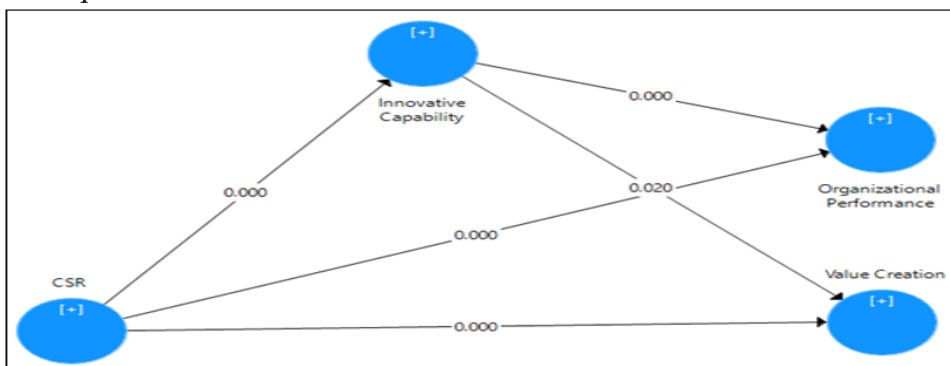 [+]
Innovative
Capability
0.000
[+]
0.020
Organizational
Performance
0.000
0.000
CSR
[+]
Value Creation
[+]
0.000